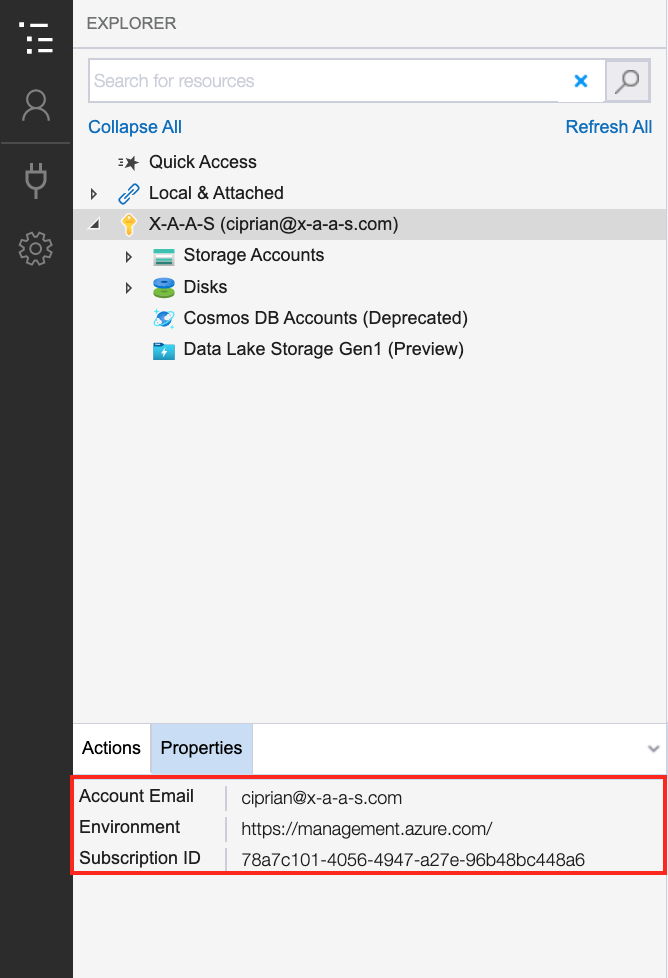 EXPLORER
Search for resources
Collapse All Refresh All
Quick Access
Local & Attached
X-A-A-S (ciprian@x-a-a-s.com)
Storage Accounts
Disks
Cosmos DB Accounts (Deprecated)
Data Lake Storage Gen1 (Preview)
Actions Properties
Account Email ciprian@x-a-a-s.com
Environment https://management.azure.com/
Subscription ID 78a7c101-4056-4947-a27e-96b48bc448a6